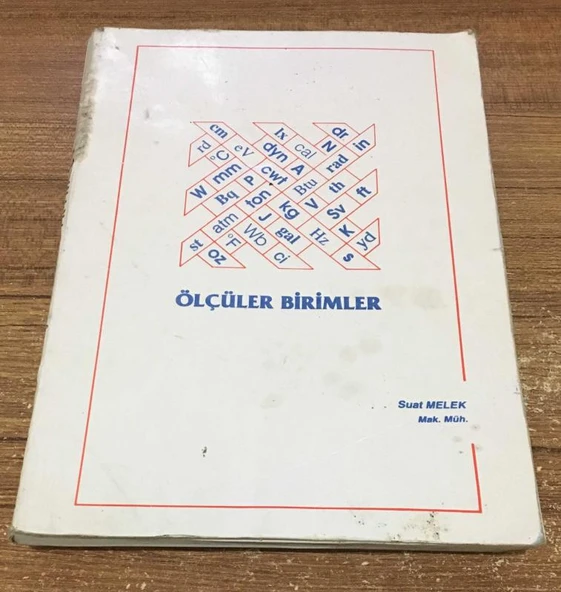 cm lx dr
rd °C eV dyn cal N in
W mm P cwt A rad
Bq ton Btu th ft
atm J kg V Sv
st °F Wb gal Hz K yd
oz ci s
ÖLÇÜLER BİRİMLER
Suat MELEK
Mak. Müh.